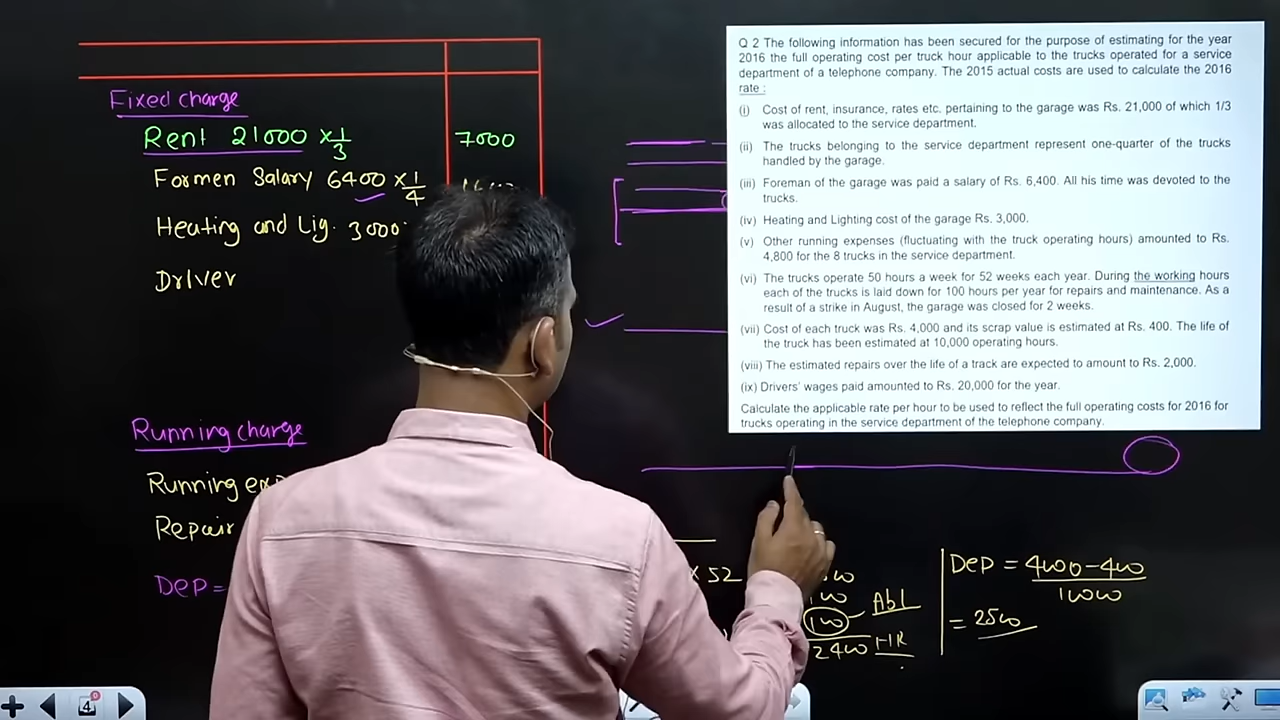 Fixed charge
Rent 21000 × 1/3 7000
Formen Salary 6400 × 1/4
Heating and Lig. 3000
Driver
Running charge
Running
Repair
Dep =
Q 2 The following information has been secured for the purpose of estimating for the year
2016 the full operating cost per truck hour applicable to the trucks operated for a service
department of a telephone company. The 2015 actual costs are used to calculate the 2016
rate :
(i) Cost of rent, insurance, rates etc. pertaining to the garage was Rs. 21,000 of which 1/3
was allocated to the service department.
(ii) The trucks belonging to the service department represent one-quarter of the trucks
handled by the garage.
(iii) Foreman of the garage was paid a salary of Rs. 6,400. All his time was devoted to the
trucks.
(iv) Heating and Lighting cost of the garage Rs. 3,000.
(v) Other running expenses (fluctuating with the truck operating hours) amounted to Rs.
4,800 for the 8 trucks in the service department.
(vi) The trucks operate 50 hours a week for 52 weeks each year. During the working hours
each of the trucks is laid down for 100 hours per year for repairs and maintenance. As a
result of a strike in August, the garage was closed for 2 weeks.
(vii) Cost of each truck was Rs. 4,000 and its scrap value is estimated at Rs. 400. The life of
the truck has been estimated at 10,000 operating hours.
(viii) The estimated repairs over the life of a track are expected to amount to Rs. 2,000.
(ix) Drivers' wages paid amounted to Rs. 20,000 for the year.
Calculate the applicable rate per hour to be used to reflect the full operating costs for 2016 for
trucks operating in the service department of the telephone company.
× 52
100
100 AbL
2400 HR
Dep = 4000 - 400
= 2500
4